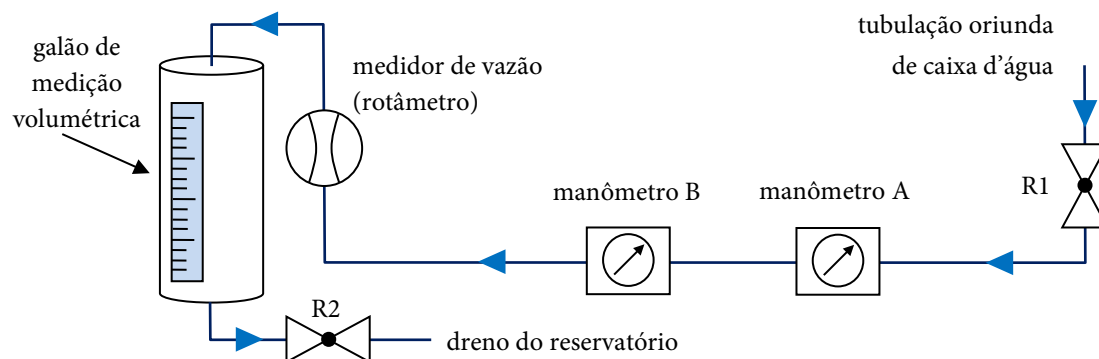 tubulação oriunda
de caixa d'água
galão de
medição
volumétrica
medidor de vazão
(rotâmetro)
manômetro B
manômetro A
R1
R2
dreno do reservatório